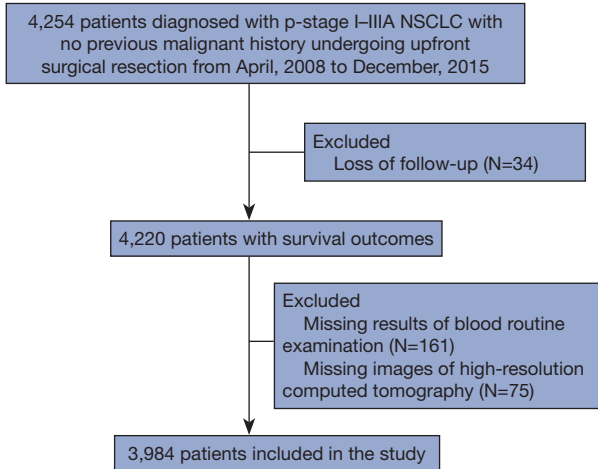 4,254 patients diagnosed with p-stage I–IIIA NSCLC with
no previous malignant history undergoing upfront
surgical resection from April, 2008 to December, 2015
Excluded
Loss of follow-up (N=34)
4,220 patients with survival outcomes
Excluded
Missing results of blood routine
examination (N=161)
Missing images of high-resolution
computed tomography (N=75)
3,984 patients included in the study